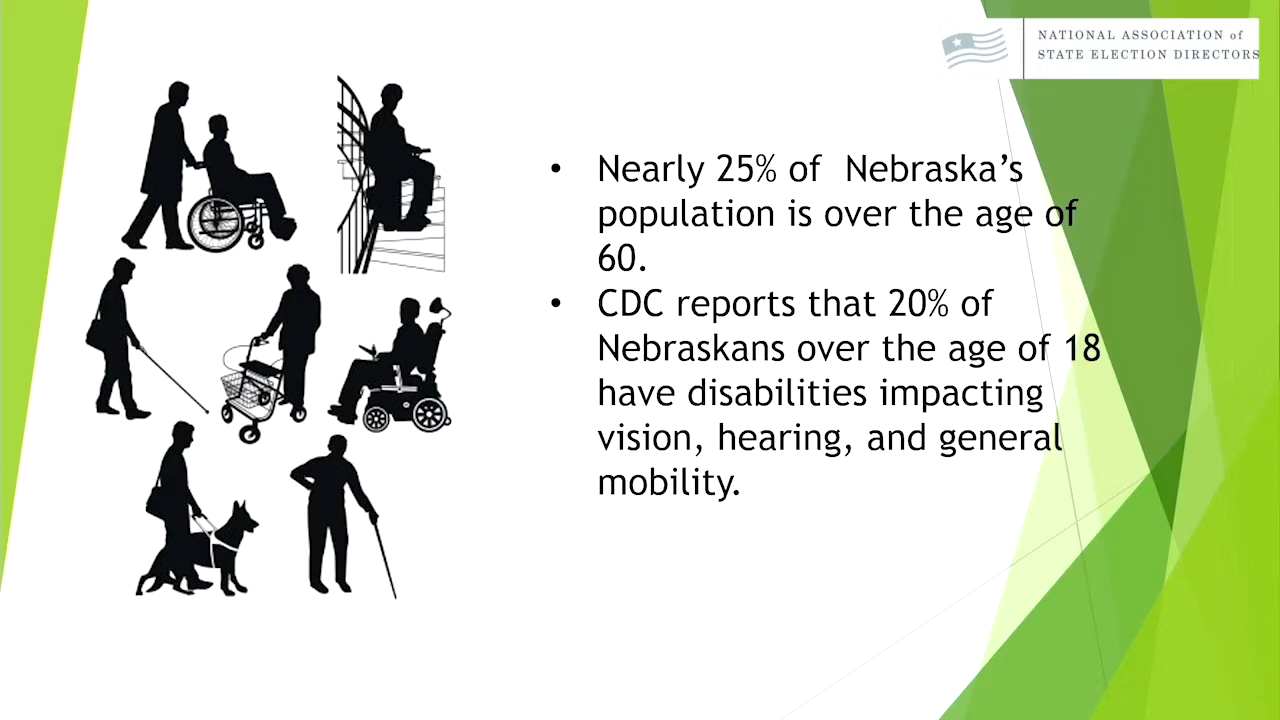 NATIONAL ASSOCIATION of
STATE ELECTION DIRECTORS
• Nearly 25% of  Nebraska’s
population is over the age of
60.
• CDC reports that 20% of
Nebraskans over the age of 18
have disabilities impacting
vision, hearing, and general
mobility.